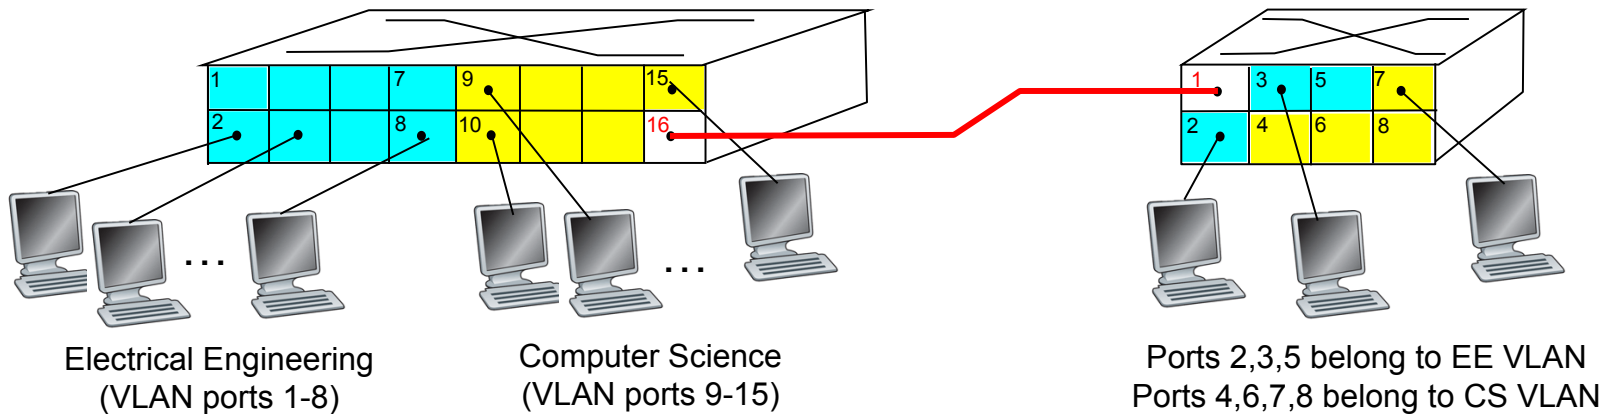 1 7 9 15
2 8 10 16
1 3 5 7
2 4 6 8
...
...
Electrical Engineering
(VLAN ports 1-8)
Computer Science
(VLAN ports 9-15)
Ports 2,3,5 belong to EE VLAN
Ports 4,6,7,8 belong to CS VLAN